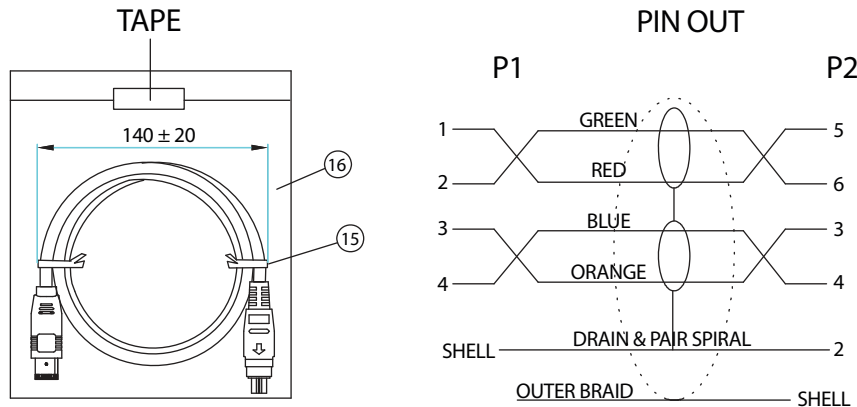 TAPE
140 ± 20
16
15
PIN OUT
P1
P2
1
GREEN
5
2
RED
6
3
BLUE
3
4
ORANGE
4
SHELL
DRAIN & PAIR SPIRAL
2
OUTER BRAID
SHELL